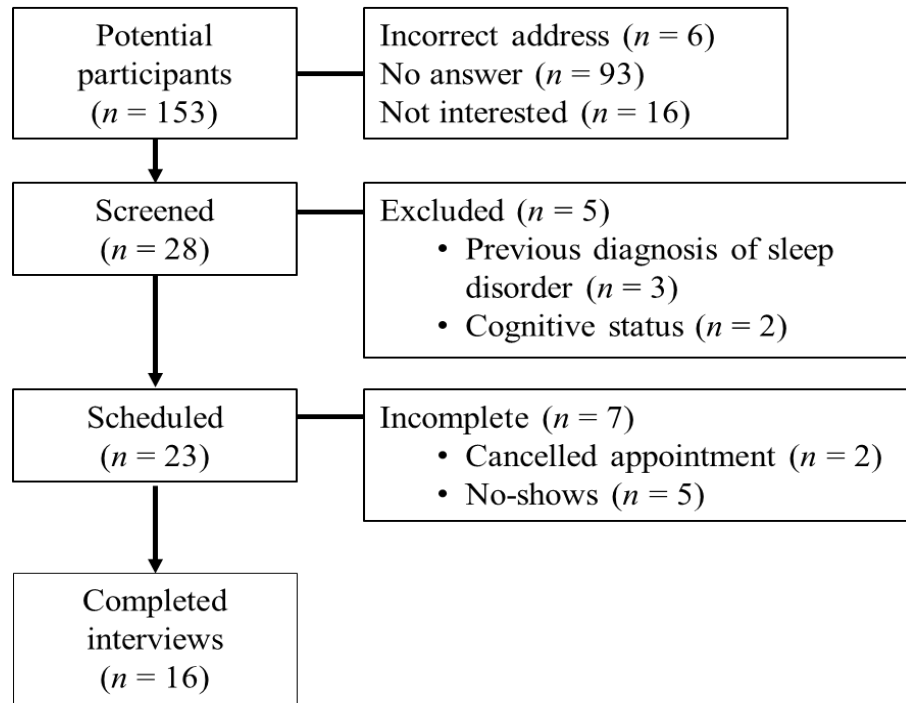 Potential
participants
(n = 153)
Incorrect address (n = 6)
No answer (n = 93)
Not interested (n = 16)
Screened
(n = 28)
Excluded (n = 5)
• Previous diagnosis of sleep
disorder (n = 3)
• Cognitive status (n = 2)
Scheduled
(n = 23)
Incomplete (n = 7)
• Cancelled appointment (n = 2)
• No-shows (n = 5)
Completed
interviews
(n = 16)